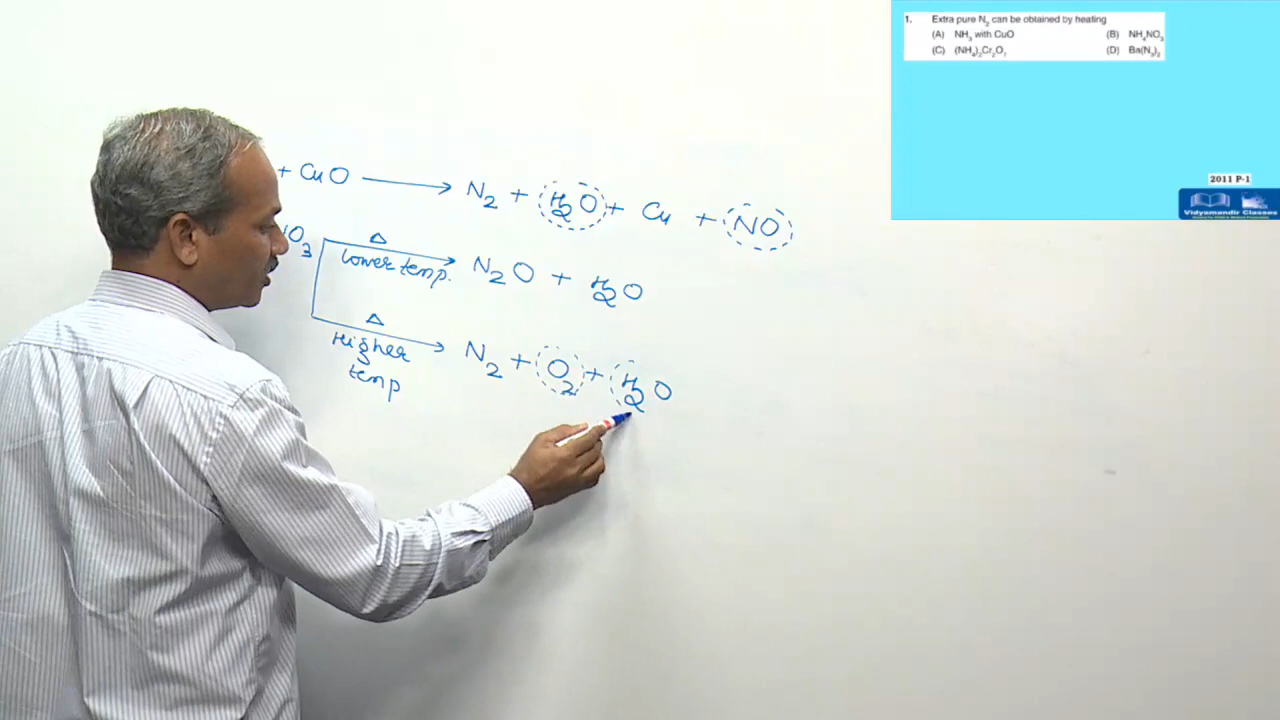 1. Extra pure N₂ can be obtained by heating
(A) NH₃ with CuO (B) NH₄NO₃
(C) (NH₄)₂Cr₂O₇ (D) Ba(N₃)₂
2011 P-1
Vidyamandir Classes
+ CuO → N₂ + H₂O + Cu + NO
O₃ Δ Lower temp. → N₂O + H₂O
Δ Higher temp → N₂ + O₂ + H₂O